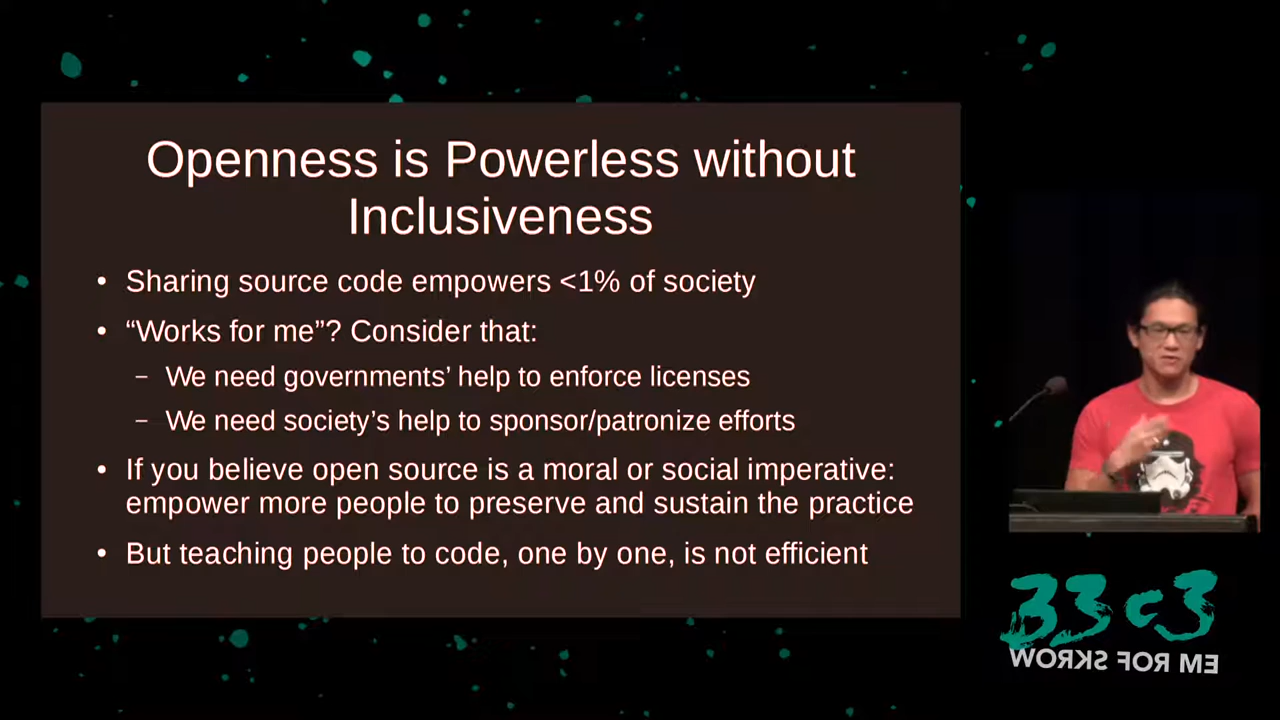 Openness is Powerless without
Inclusiveness
• Sharing source code empowers <1% of society
• “Works for me”? Consider that:
– We need governments’ help to enforce licenses
– We need society’s help to sponsor/patronize efforts
• If you believe open source is a moral or social imperative:
empower more people to preserve and sustain the practice
• But teaching people to code, one by one, is not efficient
33c3
WORKS FOR ME